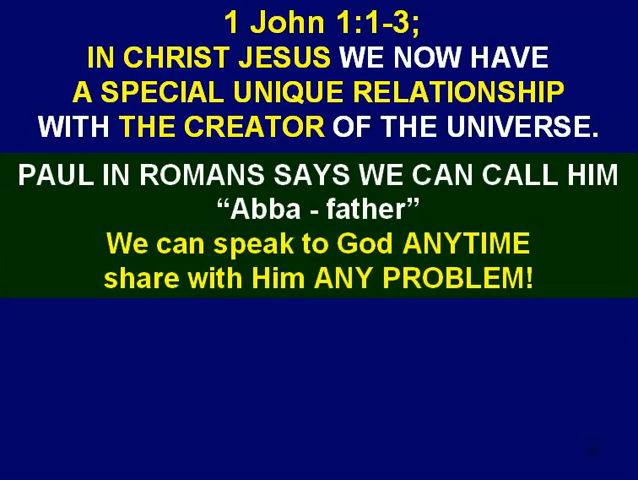 1 John 1:1-3;
IN CHRIST JESUS WE NOW HAVE
A SPECIAL UNIQUE RELATIONSHIP
WITH THE CREATOR OF THE UNIVERSE.
PAUL IN ROMANS SAYS WE CAN CALL HIM
“Abba - father”
We can speak to God ANYTIME
share with Him ANY PROBLEM!